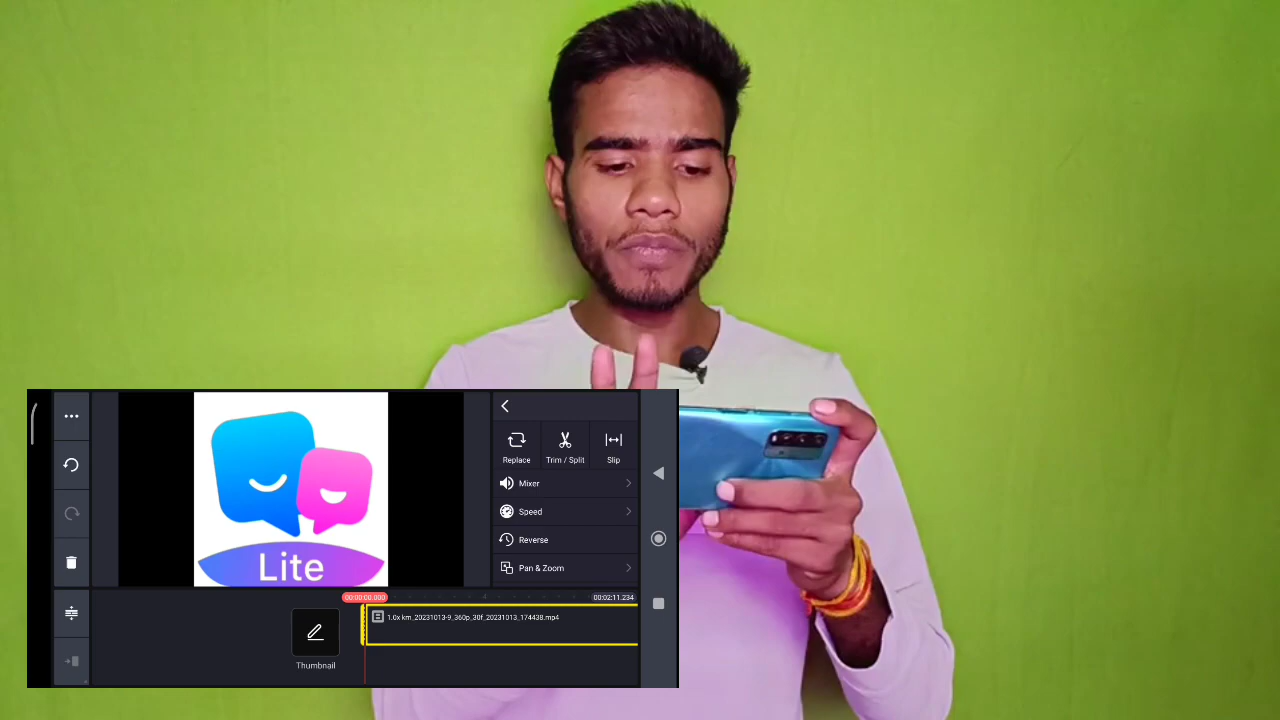 Lite
Replace
Trim / Split
Slip
Mixer
Speed
Reverse
Pan & Zoom
00:00:00.000
00:02:11.234
1.0x km_20231013-9_360p_30f_20231013_174438.mp4
Thumbnail